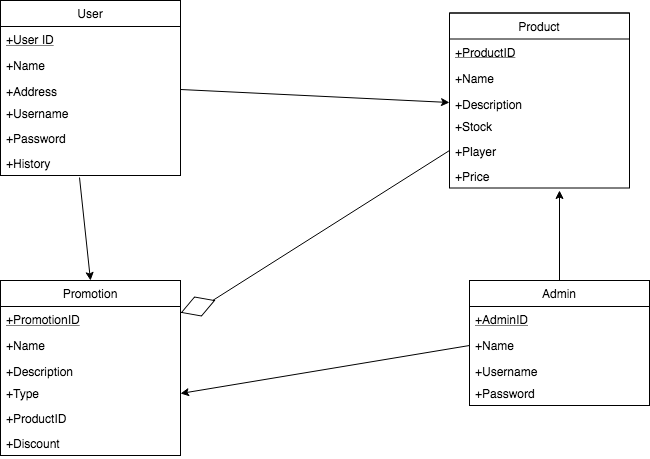 User
+User ID
+Name
+Address
+Username
+Password
+History
Product
+ProductID
+Name
+Description
+Stock
+Player
+Price
Promotion
+PromotionID
+Name
+Description
+Type
+ProductID
+Discount
Admin
+AdminID
+Name
+Username
+Password